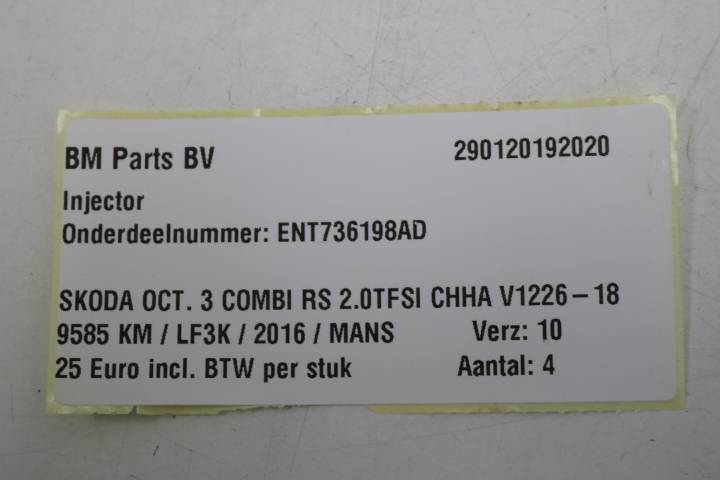 BM Parts BV 290120192020
Injector
Onderdeelnummer: ENT736198AD
SKODA OCT. 3 COMBI RS 2.0TFSI CHHA V1226-18
9585 KM / LF3K / 2016 / MANS Verz: 10
25 Euro incl. BTW per stuk Aantal: 4